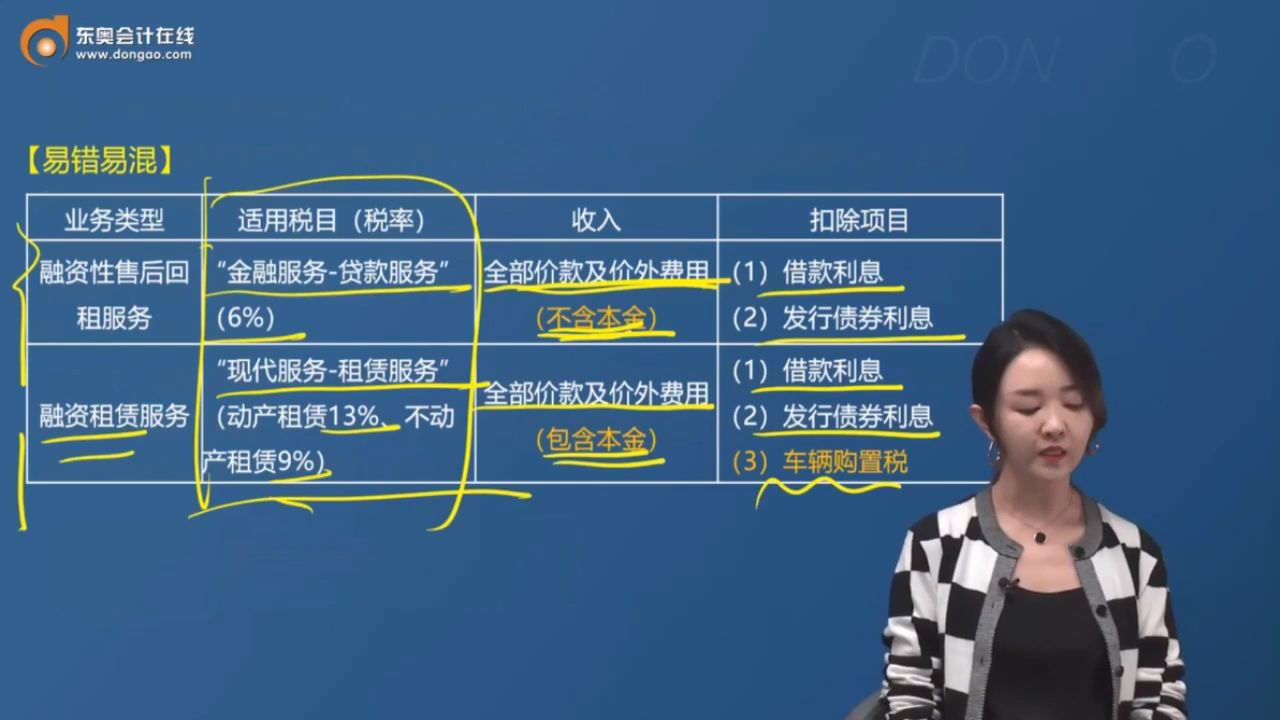 东奥会计在线
www.dongao.com
DON O
【易错易混】
业务类型 适用税目（税率） 收入 扣除项目
融资性售后回
租服务
“金融服务-贷款服务”
（6%）
全部价款及价外费用
（不含本金）
（1）借款利息
（2）发行债券利息
融资租赁服务
“现代服务-租赁服务”
（动产租赁13%、不动
产租赁9%）
全部价款及价外费用
（包含本金）
（1）借款利息
（2）发行债券利息
（3）车辆购置税